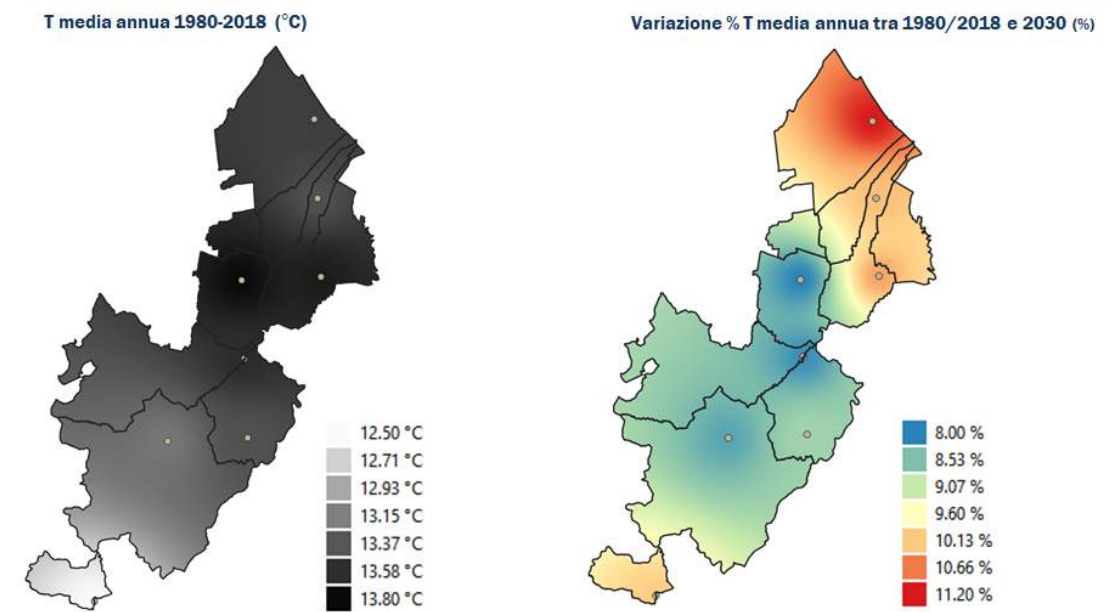 T media annua 1980-2018 (°C)
Variazione % T media annua tra 1980/2018 e 2030 (%)
12.50 °C
12.71 °C
12.93 °C
13.15 °C
13.37 °C
13.58 °C
13.80 °C
8.00 %
8.53 %
9.07 %
9.60 %
10.13 %
10.66 %
11.20 %